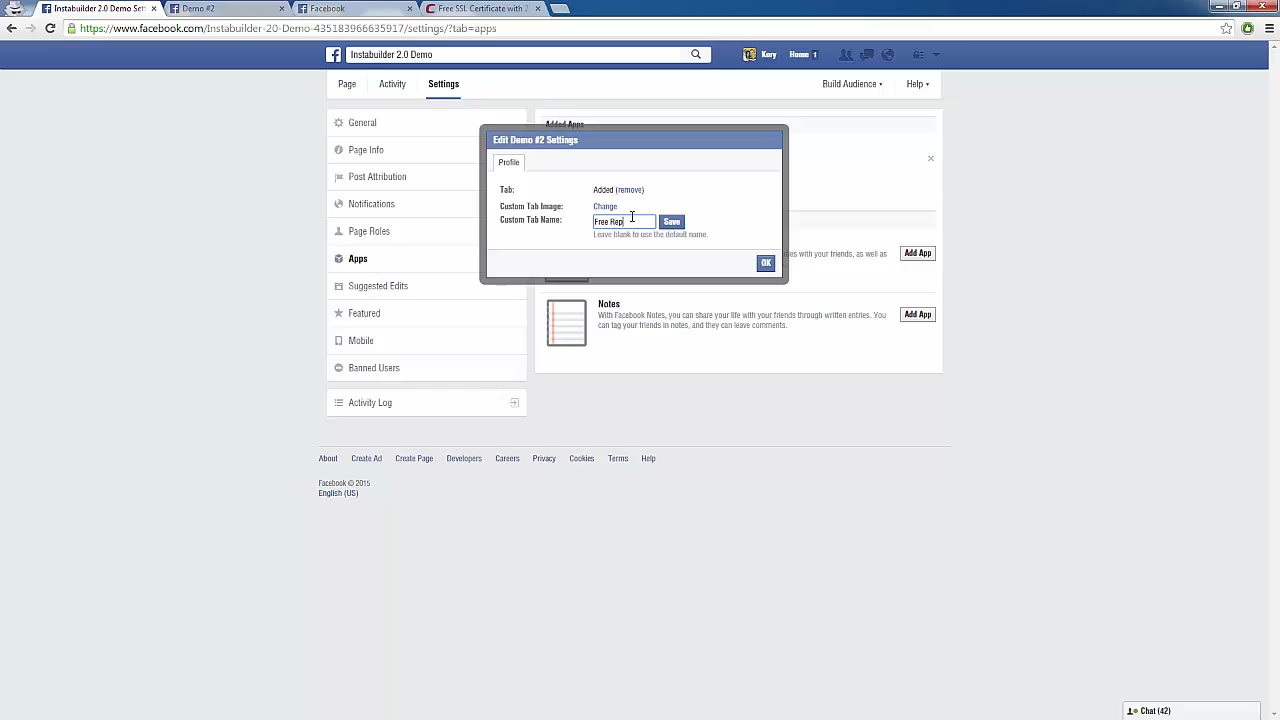 Instabuilder 2.0 Demo Sett
Demo #2
Facebook
Free SSL Certificate with 2
https://www.facebook.com/Instabuilder-20-Demo-435183966635917/settings/?tab=apps
Instabuilder 2.0 Demo
Kory
Home 1
Page
Activity
Settings
Build Audience
Help
General
Page Info
Post Attribution
Notifications
Page Roles
Apps
Suggested Edits
Featured
Mobile
Banned Users
Activity Log
Added Apps
Edit Demo #2 Settings
Profile
Tab: Added (remove)
Custom Tab Image: Change
Custom Tab Name: Free Rep Save
Leave blank to use the default name.
OK
with your friends, as well as
Add App
Notes
With Facebook Notes, you can share your life with your friends through written entries. You
can tag your friends in notes, and they can leave comments.
Add App
About Create Ad Create Page Developers Careers Privacy Cookies Terms Help
Facebook © 2015
English (US)
Chat (42)